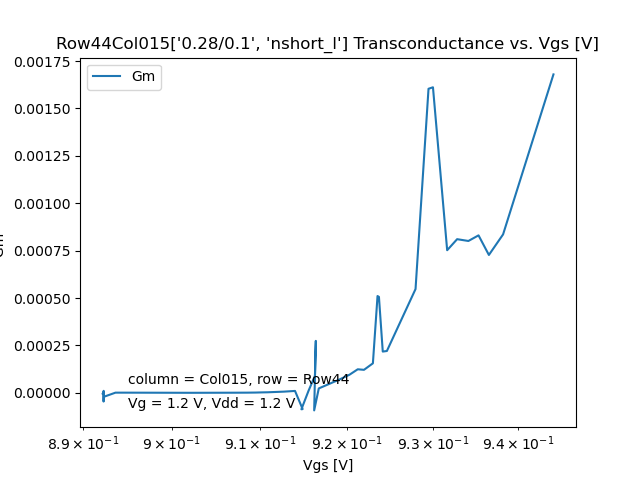 Row44Col015['0.28/0.1', 'nshort_l'] Transconductance vs. Vgs [V]
Gm
0.00175
0.00150
0.00125
0.00100
0.00075
0.00050
0.00025
0.00000
column = Col015, row = Row44
Vg = 1.2 V, Vdd = 1.2 V
8.9 × 10⁻¹ 9 × 10⁻¹ 9.1 × 10⁻¹ 9.2 × 10⁻¹ 9.3 × 10⁻¹ 9.4 × 10⁻¹
Vgs [V]